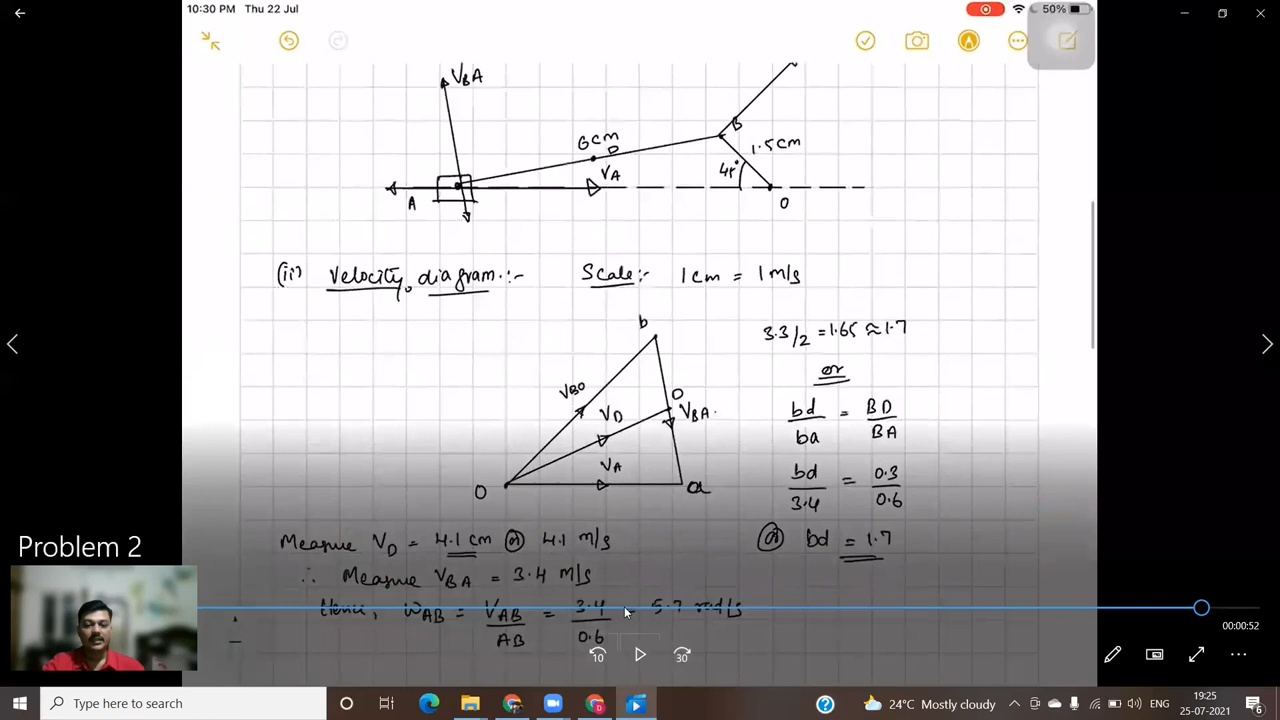 10:30 PM Thu 22 Jul
50%
VBA
6cm
D
B
1.5cm
VA
45°
A
O
(ii) Velocity diagram :-
Scale :- 1cm = 1m/s
b
3.3/2 = 1.65 ≈ 1.7
or
VBO
VD
D
VBA.
bd/ba = BD/BA
VA
O
a
bd/3.4 = 0.3/0.6
Measure VD = 4.1 cm or 4.1 m/s
or bd = 1.7
∴ Measure VBA = 3.4 m/s
Hence, ωAB = VAB/AB = 3.4/0.6 = 5.7 rad/s
Problem 2
0:00:52
10
30
Type here to search
24°C Mostly cloudy
19:25
25-07-2021
6